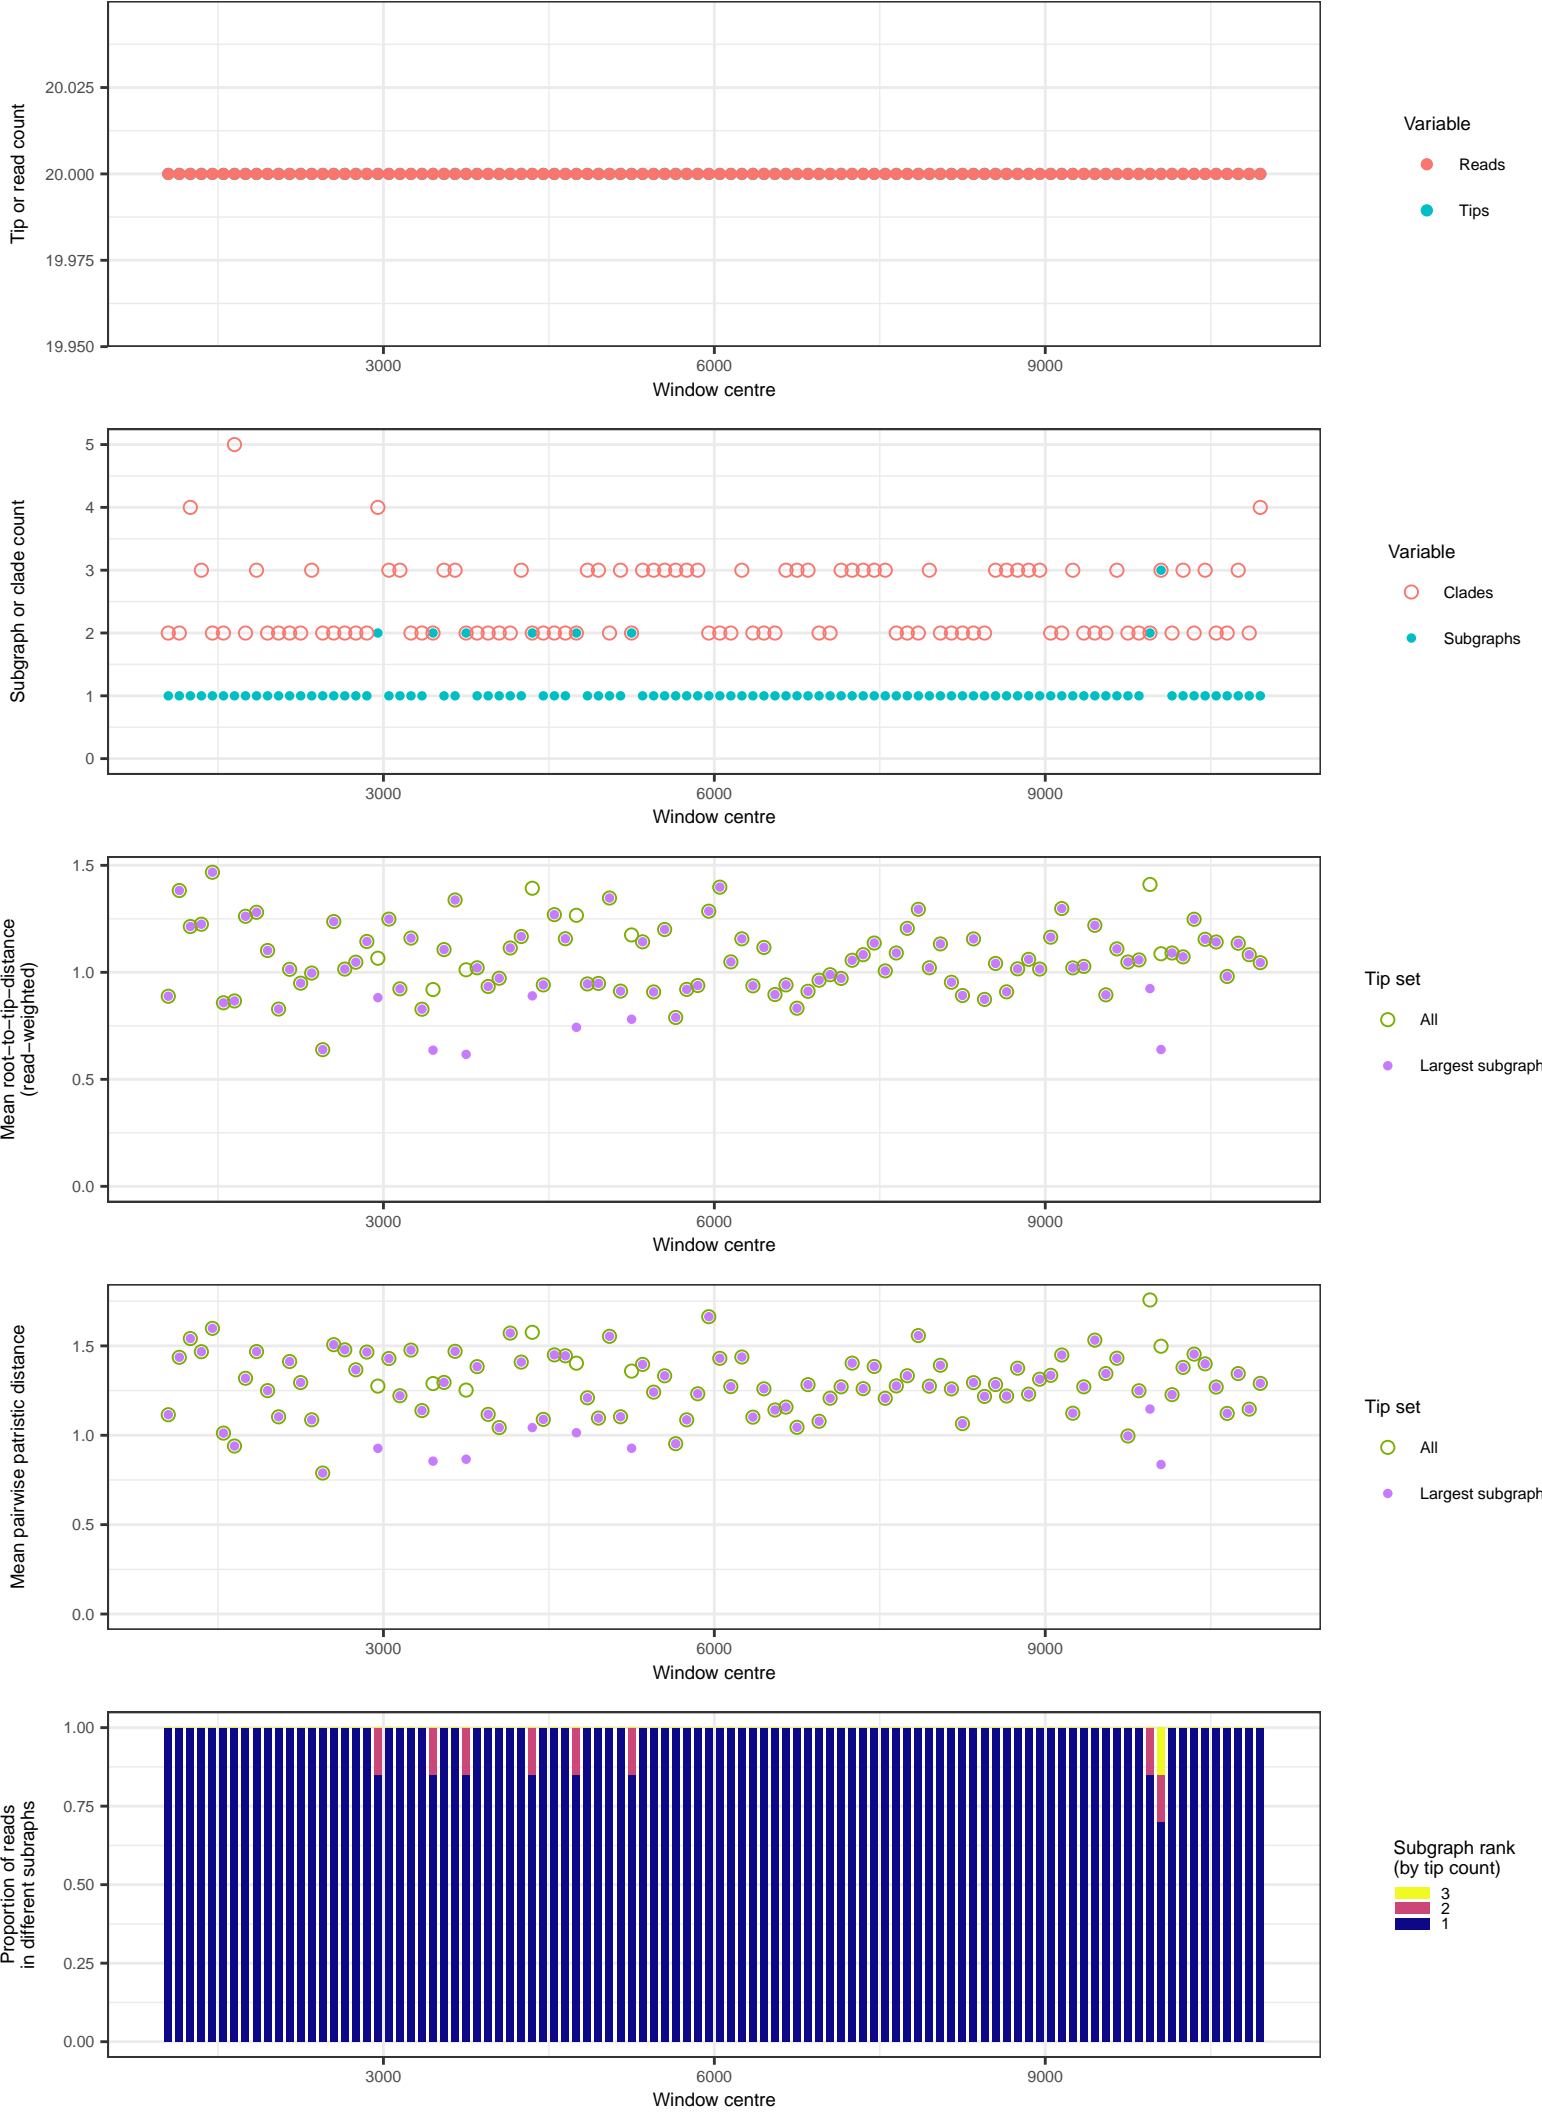 20.025
20.000
19.975
19.950
Tip or read count
3000
6000
9000
Window centre
Variable
Reads
Tips
5
4
3
2
1
0
Subgraph or clade count
3000
6000
9000
Window centre
Variable
Clades
Subgraphs
1.5
1.0
0.5
0.0
Mean root−to−tip−distance
(read−weighted)
3000
6000
9000
Window centre
Tip set
All
Largest subgraph
1.5
1.0
0.5
0.0
Mean pairwise patristic distance
3000
6000
9000
Window centre
Tip set
All
Largest subgraph
1.00
0.75
0.50
0.25
0.00
Proportion of reads
in different subraphs
3000
6000
9000
Window centre
Subgraph rank
(by tip count)
3
2
1